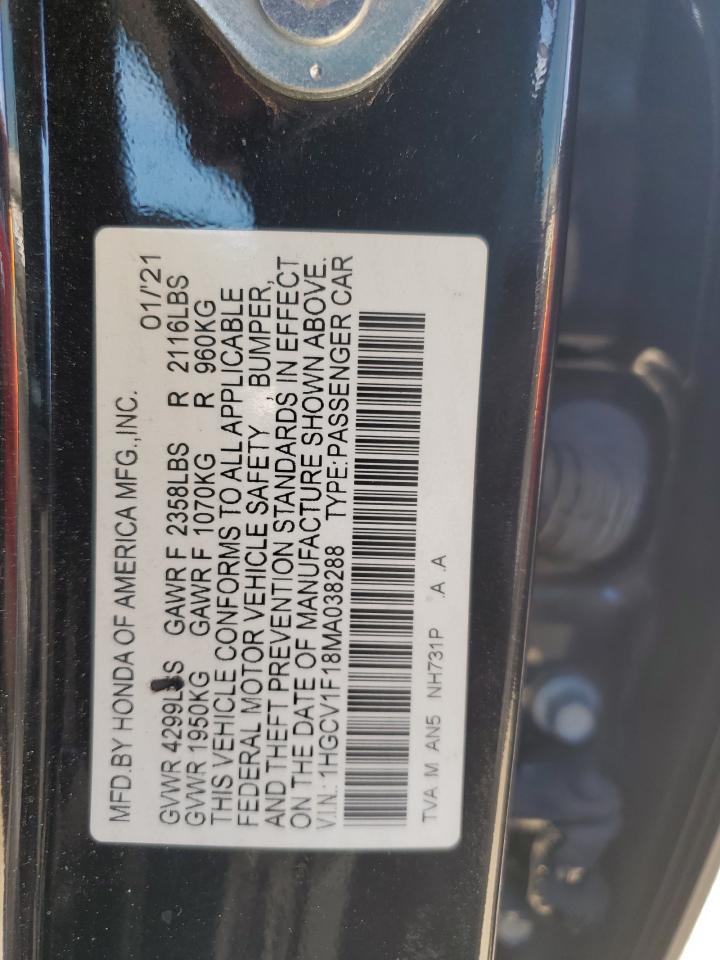 MFD.BY HONDA OF AMERICA MFG.,INC. 01/'21
GVWR 4299LBS GAWR F 2358LBS R 2116LBS
GVWR 1950KG GAWR F 1070KG R 960KG
THIS VEHICLE CONFORMS TO ALL APPLICABLE
FEDERAL MOTOR VEHICLE SAFETY , BUMPER,
AND THEFT PREVENTION STANDARDS IN EFFECT
ON THE DATE OF MANUFACTURE SHOWN ABOVE.
V.I.N.: 1HGCV1F18MA038288 TYPE:PASSENGER CAR
TVA M AN5 NH731P .A .A